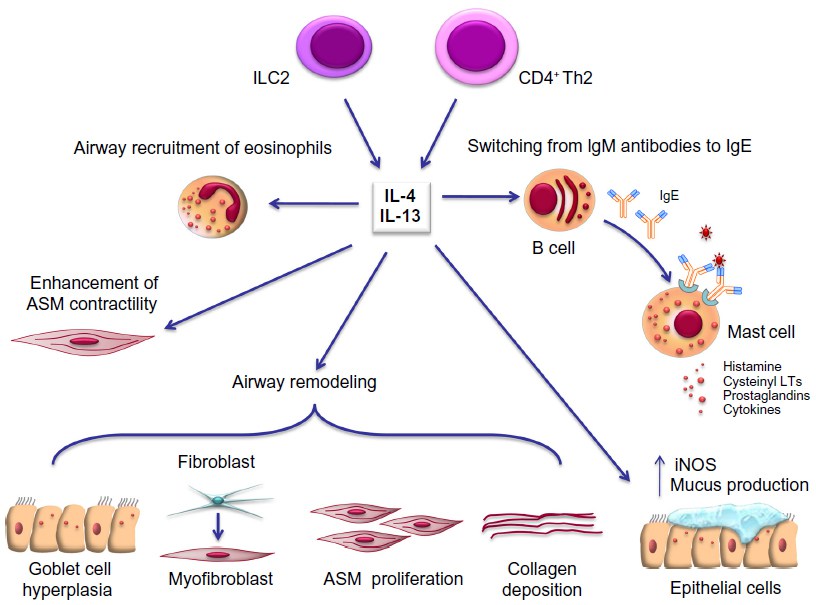 ILC2
CD4⁺ Th2
Airway recruitment of eosinophils
Switching from IgM antibodies to IgE
IL-4
IL-13
IgE
B cell
Enhancement of
ASM contractility
Mast cell
Histamine
Cysteinyl LTs
Prostaglandins
Cytokines
Airway remodeling
Fibroblast
iNOS
Mucus production
Goblet cell
hyperplasia
Myofibroblast
ASM proliferation
Collagen
deposition
Epithelial cells